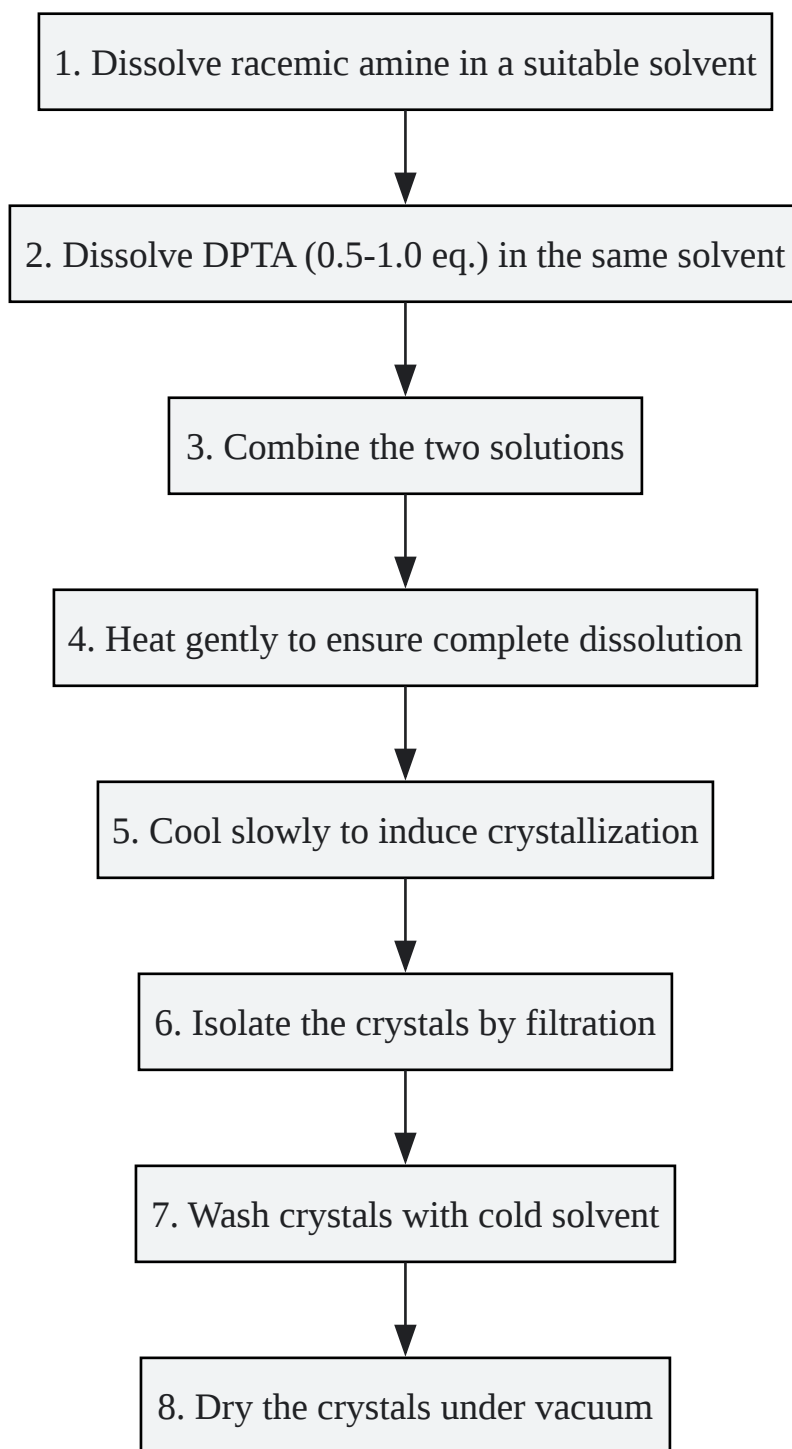 1. Dissolve racemic amine in a suitable solvent
2. Dissolve DPTA (0.5-1.0 eq.) in the same solvent
3. Combine the two solutions
4. Heat gently to ensure complete dissolution
5. Cool slowly to induce crystallization
6. Isolate the crystals by filtration
7. Wash crystals with cold solvent
8. Dry the crystals under vacuum